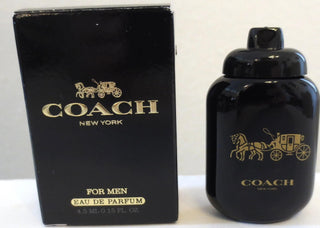 COACH
NEW YORK
FOR MEN
EAU DE PARFUM
4.5 ML-0.15 FL. OZ.
COACH
NEW YORK